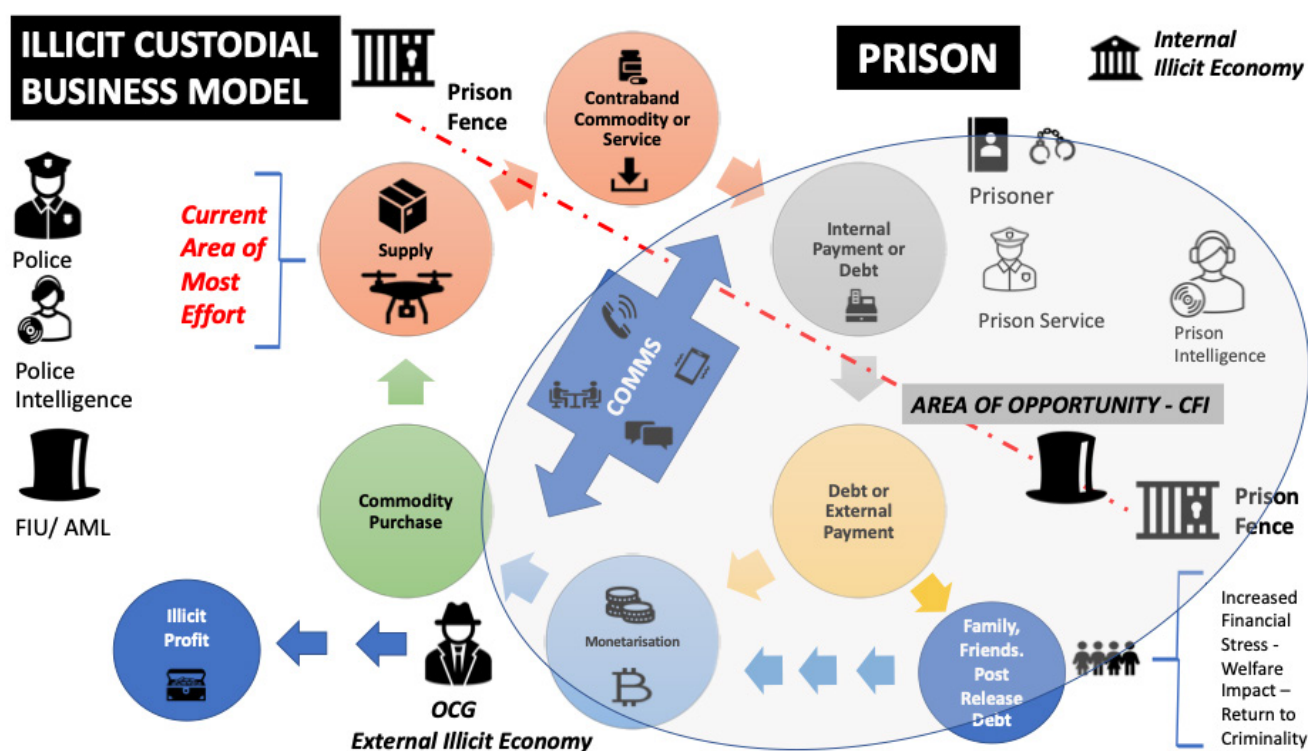 ILLICIT CUSTODIAL
BUSINESS MODEL
Prison
Fence
Contraband
Commodity or
Service
PRISON
Internal
Illicit Economy
Police
Police
Intelligence
FIU/ AML
Current
Area of
Most
Effort
Supply
COMMS
Internal
Payment or
Debt
Prisoner
Prison Service
Prison
Intelligence
AREA OF OPPORTUNITY - CFI
Commodity
Purchase
Debt or
External
Payment
Prison
Fence
Illicit
Profit
OCG
External Illicit Economy
Monetarisation
Family,
Friends.
Post
Release
Debt
Increased
Financial
Stress -
Welfare
Impact –
Return to
Criminality